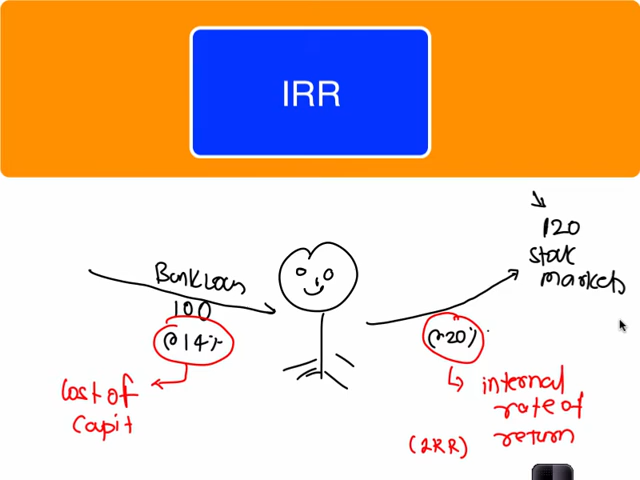 IRR
120
Stock
markets
Bank Loan
100
@14%
@20%
Cost of
Capit
internal
rate of
return
(IRR)